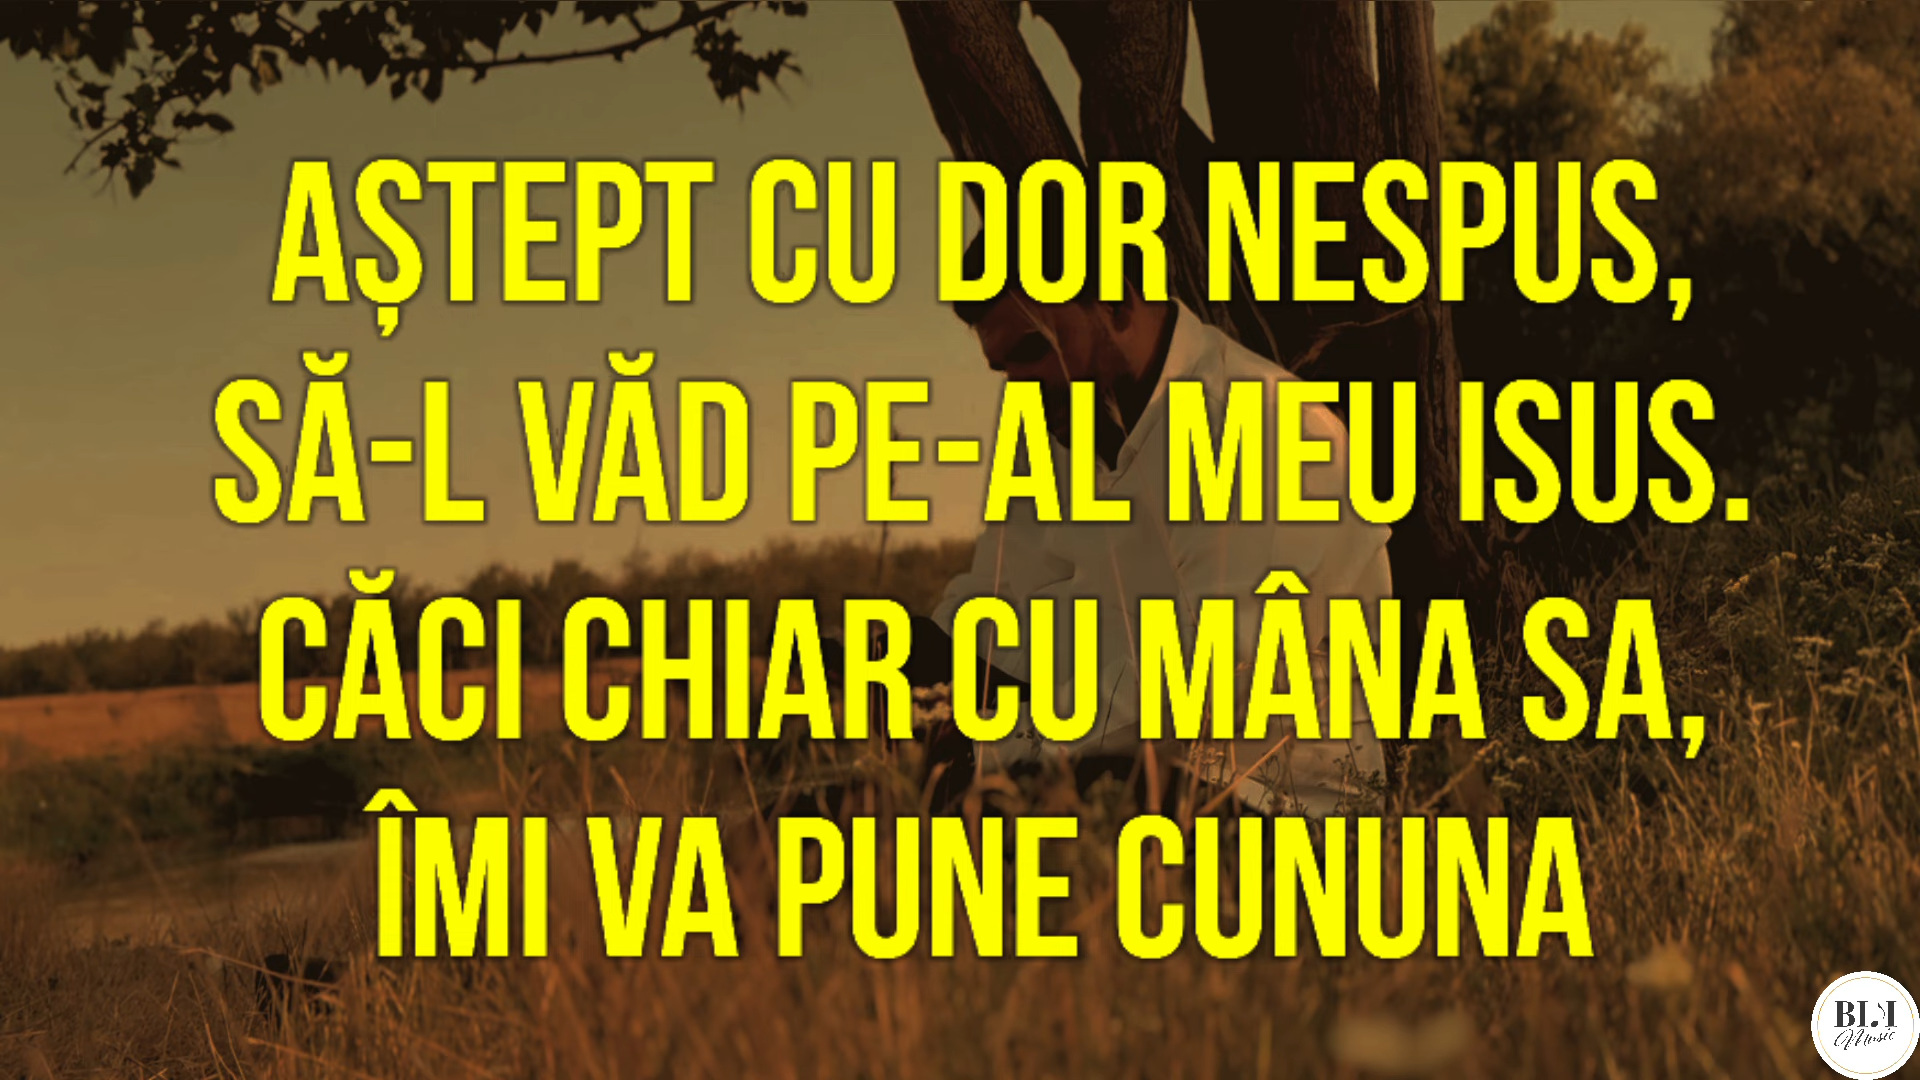 AȘTEPT CU DOR NESPUS,
SĂ-L VĂD PE-AL MEU ISUS.
CĂCI CHIAR CU MÂNA SA,
ÎMI VA PUNE CUNUNA
Music